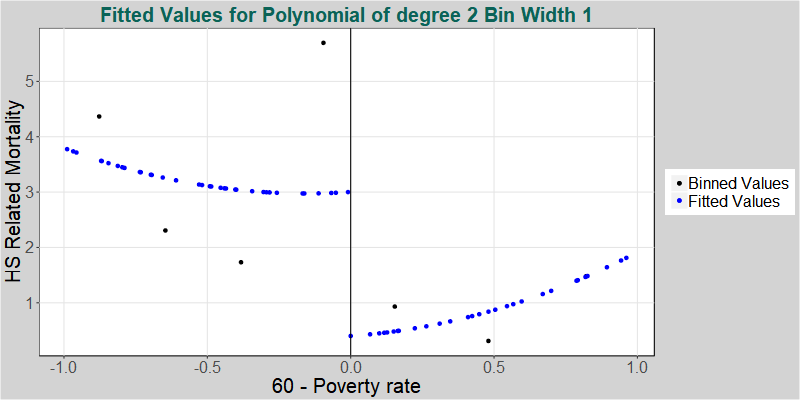 Fitted Values for Polynomial of degree 2 Bin Width 1
HS Related Mortality
5
4
3
2
1
-1.0 -0.5 0.0 0.5 1.0
60 - Poverty rate
Binned Values
Fitted Values